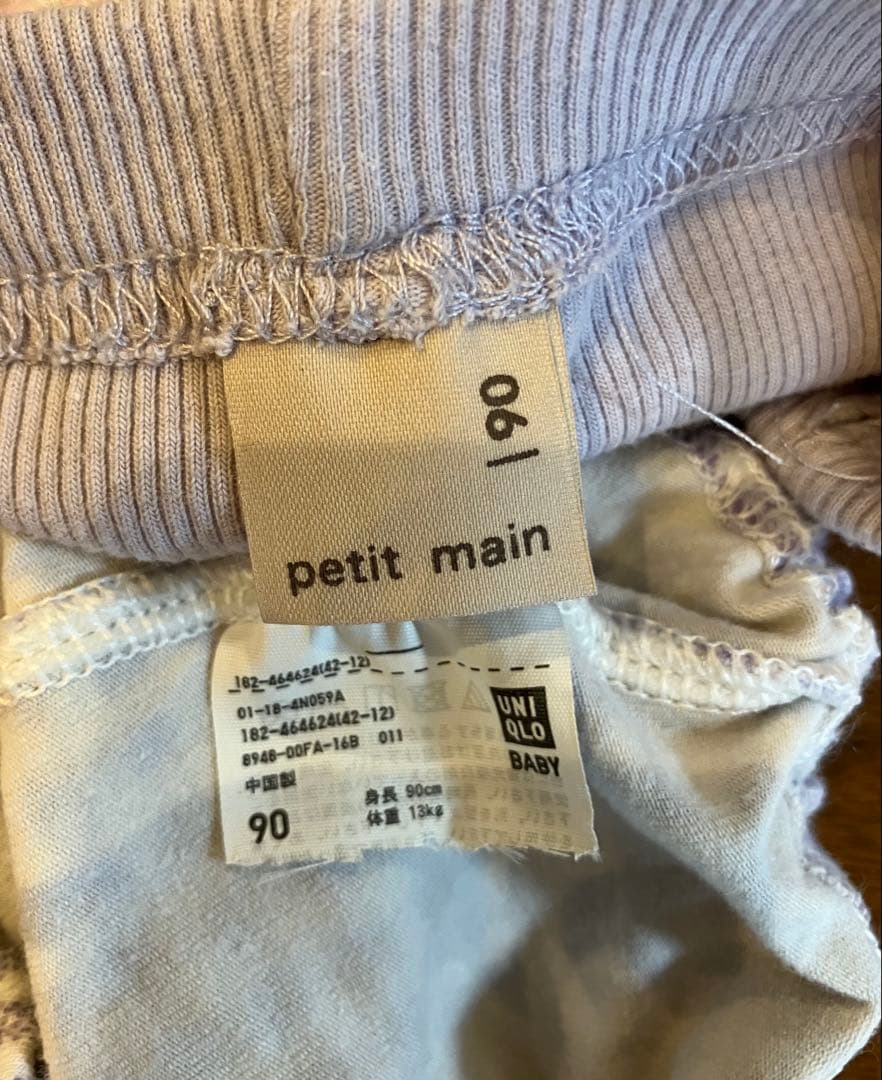 90
petit main
182-464624(42-12)
01-18-4N059A
182-464624(42-12)
8948-00FA-16B 011
中国製
身長 90cm
体重 13kg
90
UNI
QLO
BABY